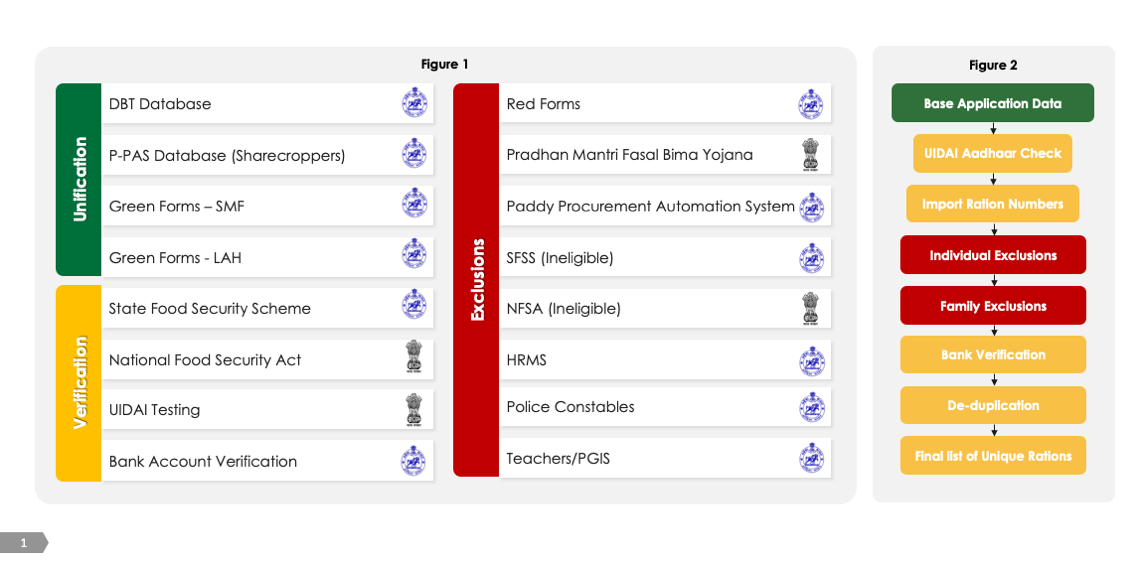 Figure 1
Unification
DBT Database
P-PAS Database (Sharecroppers)
Green Forms – SMF
Green Forms - LAH
Verification
State Food Security Scheme
National Food Security Act
UIDAI Testing
Bank Account Verification
Exclusions
Red Forms
Pradhan Mantri Fasal Bima Yojana
Paddy Procurement Automation System
SFSS (Ineligible)
NFSA (Ineligible)
HRMS
Police Constables
Teachers/PGIS
Figure 2
Base Application Data
UIDAI Aadhaar Check
Import Ration Numbers
Individual Exclusions
Family Exclusions
Bank Verification
De-duplication
Final list of Unique Rations
1